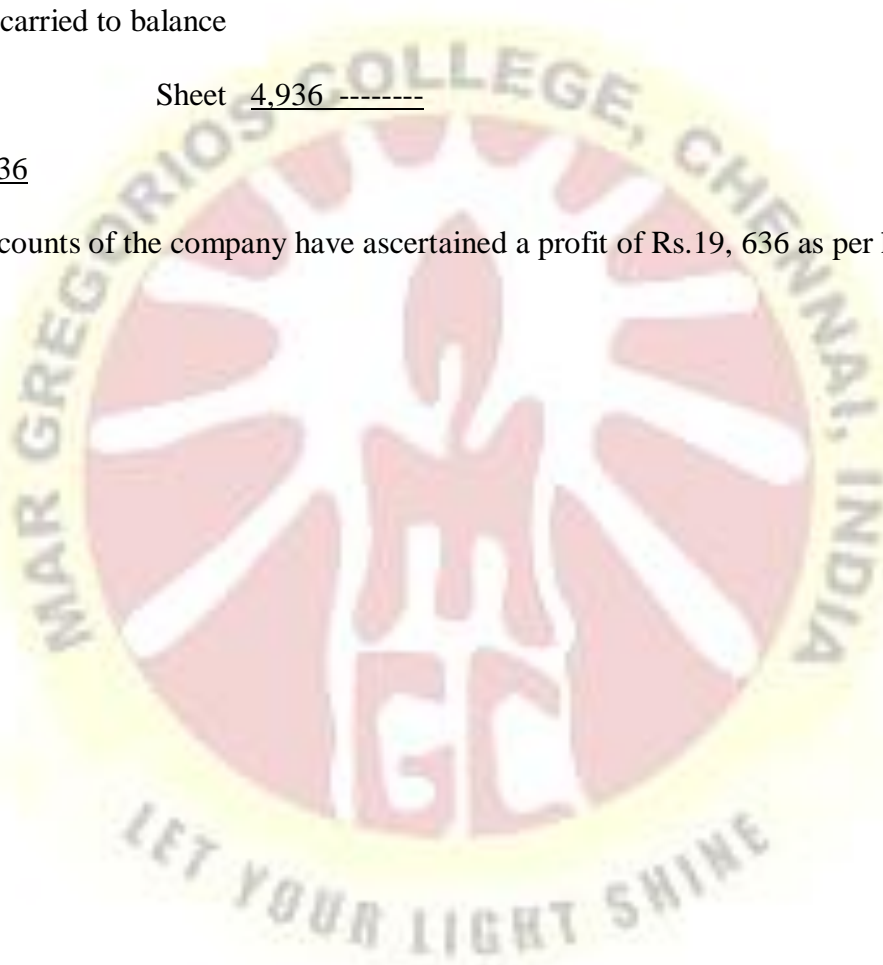 carried to balance
Sheet 4,936 --------
36
counts of the company have ascertained a profit of Rs.19, 636 as per
MAR GREGORIOS COLLEGE, CHENNAI, INDIA
MGC
LET YOUR LIGHT SHINE